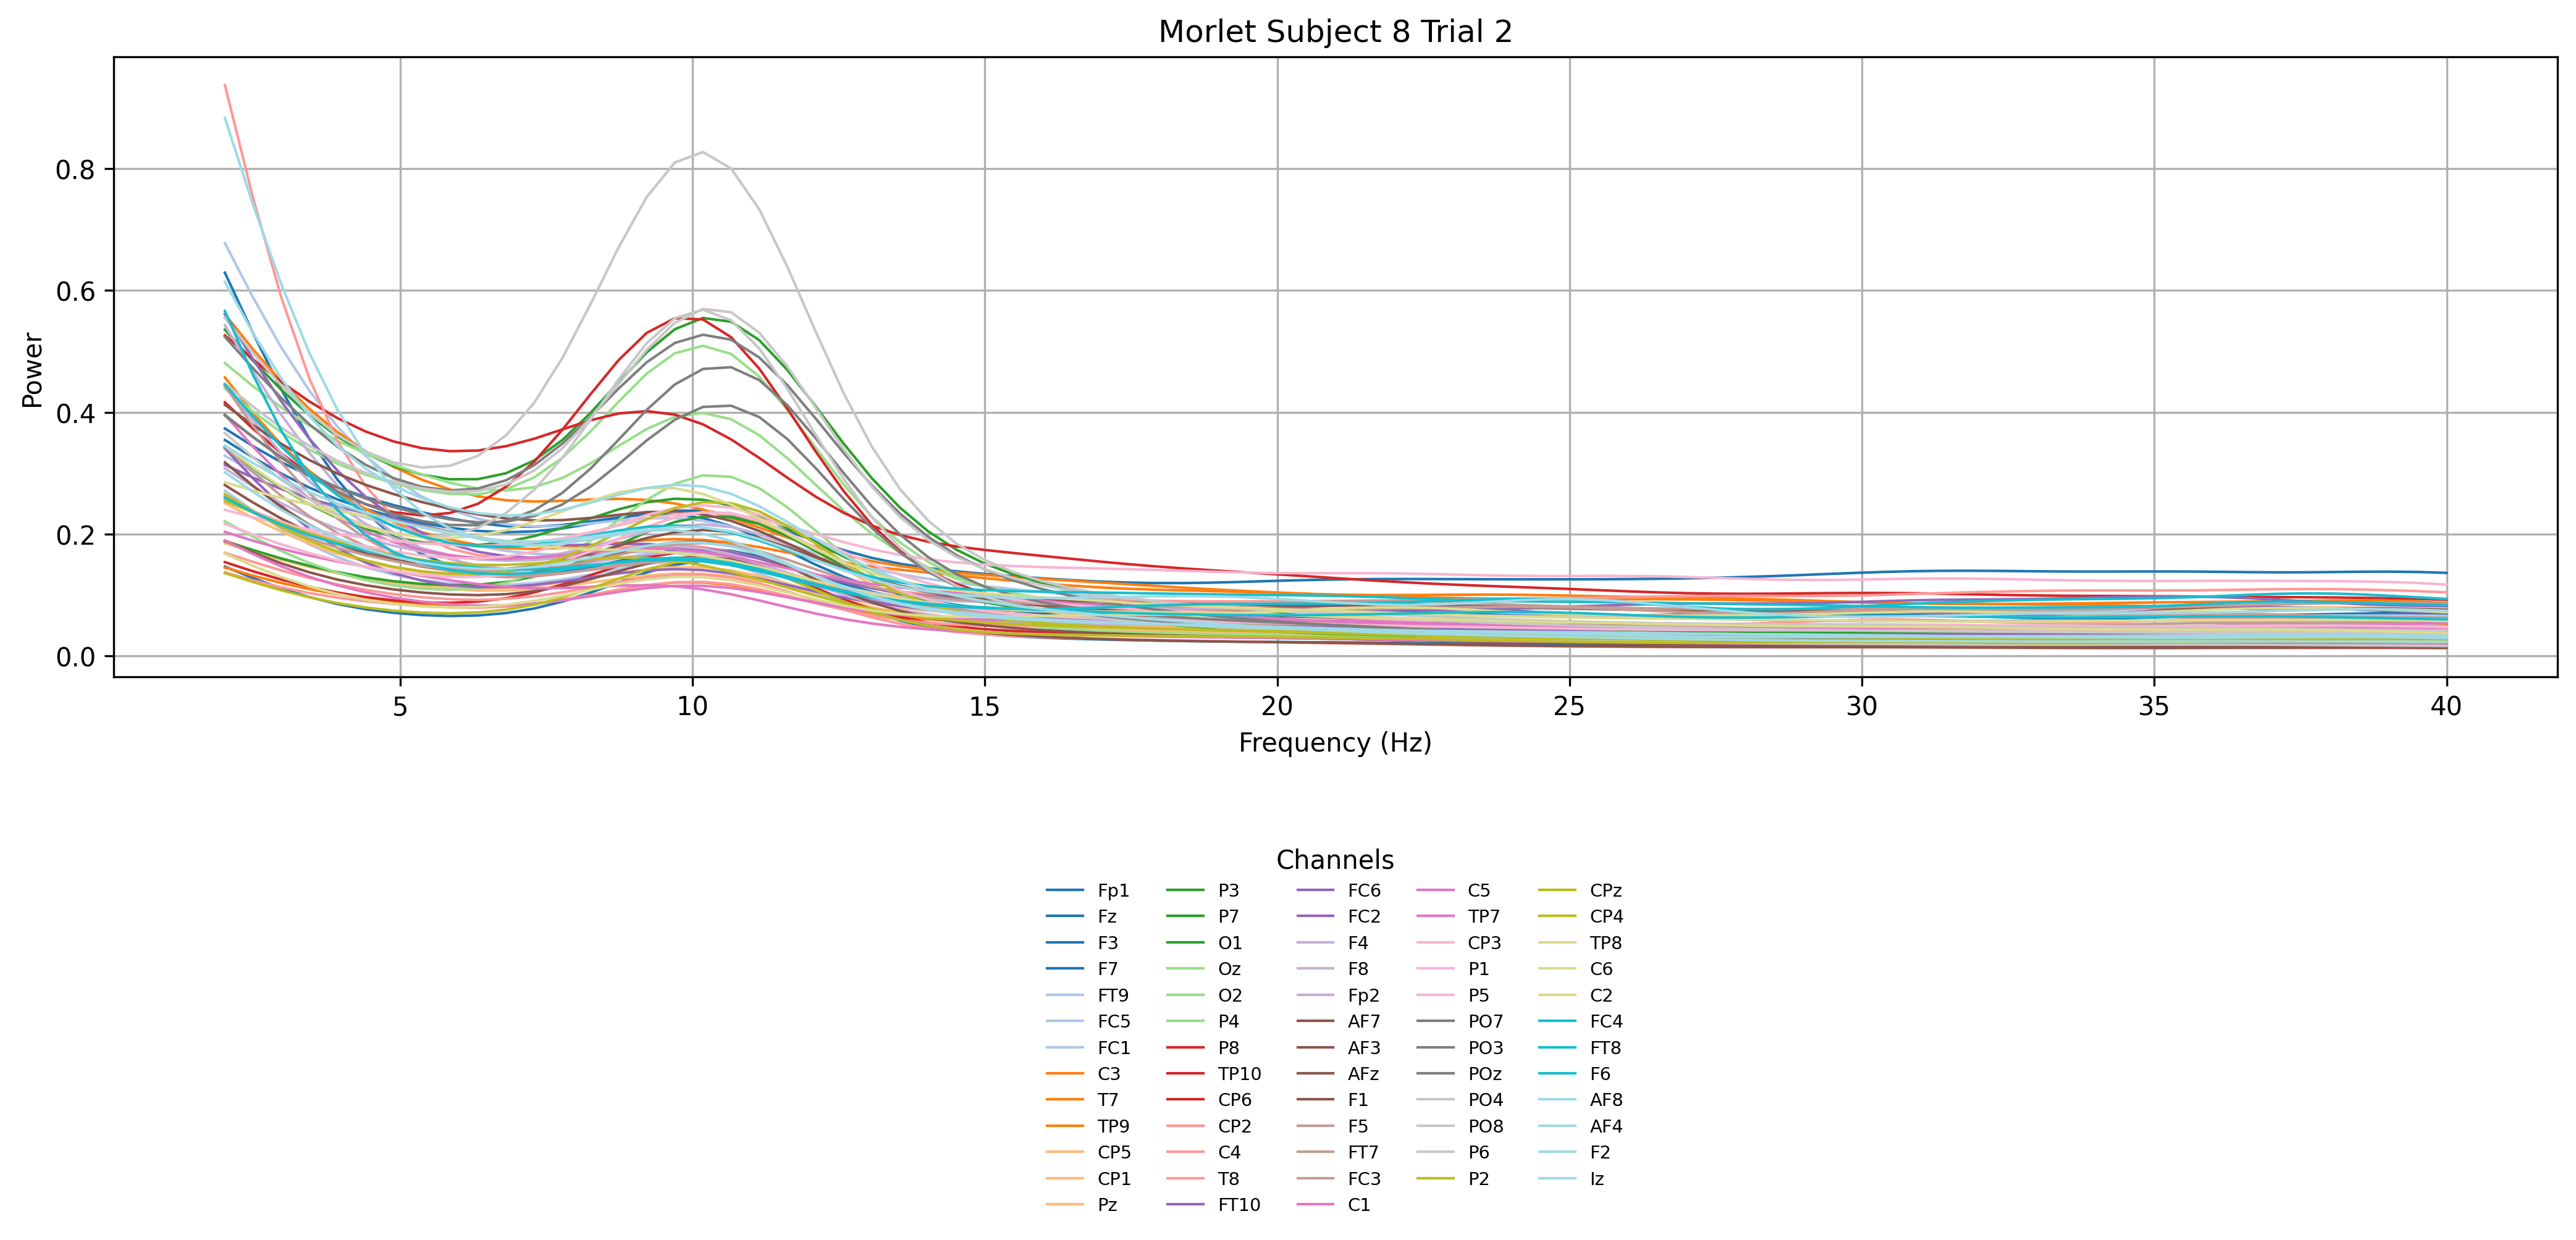 Morlet Subject 8 Trial 2
Power
0.8
0.6
0.4
0.2
0.0
5 10 15 20 25 30 35 40
Frequency (Hz)
Channels
Fp1 P3 FC6 C5 CPz
Fz P7 FC2 TP7 CP4
F3 O1 F4 CP3 TP8
F7 Oz F8 P1 C6
FT9 O2 Fp2 P5 C2
FC5 P4 AF7 PO7 FC4
FC1 P8 AF3 PO3 FT8
C3 TP10 AFz POz F6
T7 CP6 F1 PO4 AF8
TP9 CP2 F5 PO8 AF4
CP5 C4 FT7 P6 F2
CP1 T8 FC3 P2 Iz
Pz FT10 C1